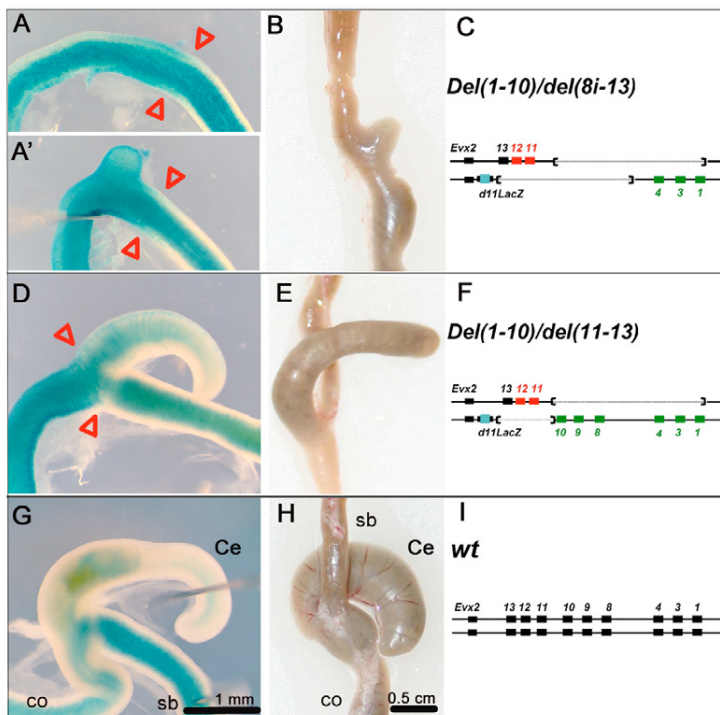 A
B
C
Del(1-10)/del(8i-13)
Evx2 13 12 11
d11LacZ 4 3 1
A'
D
E
F
Del(1-10)/del(11-13)
Evx2 13 12 11
d11LacZ 10 9 8 4 3 1
G
Ce
co
sb
1 mm
H
sb
Ce
co
0.5 cm
I
wt
Evx2 13 12 11 10 9 8 4 3 1